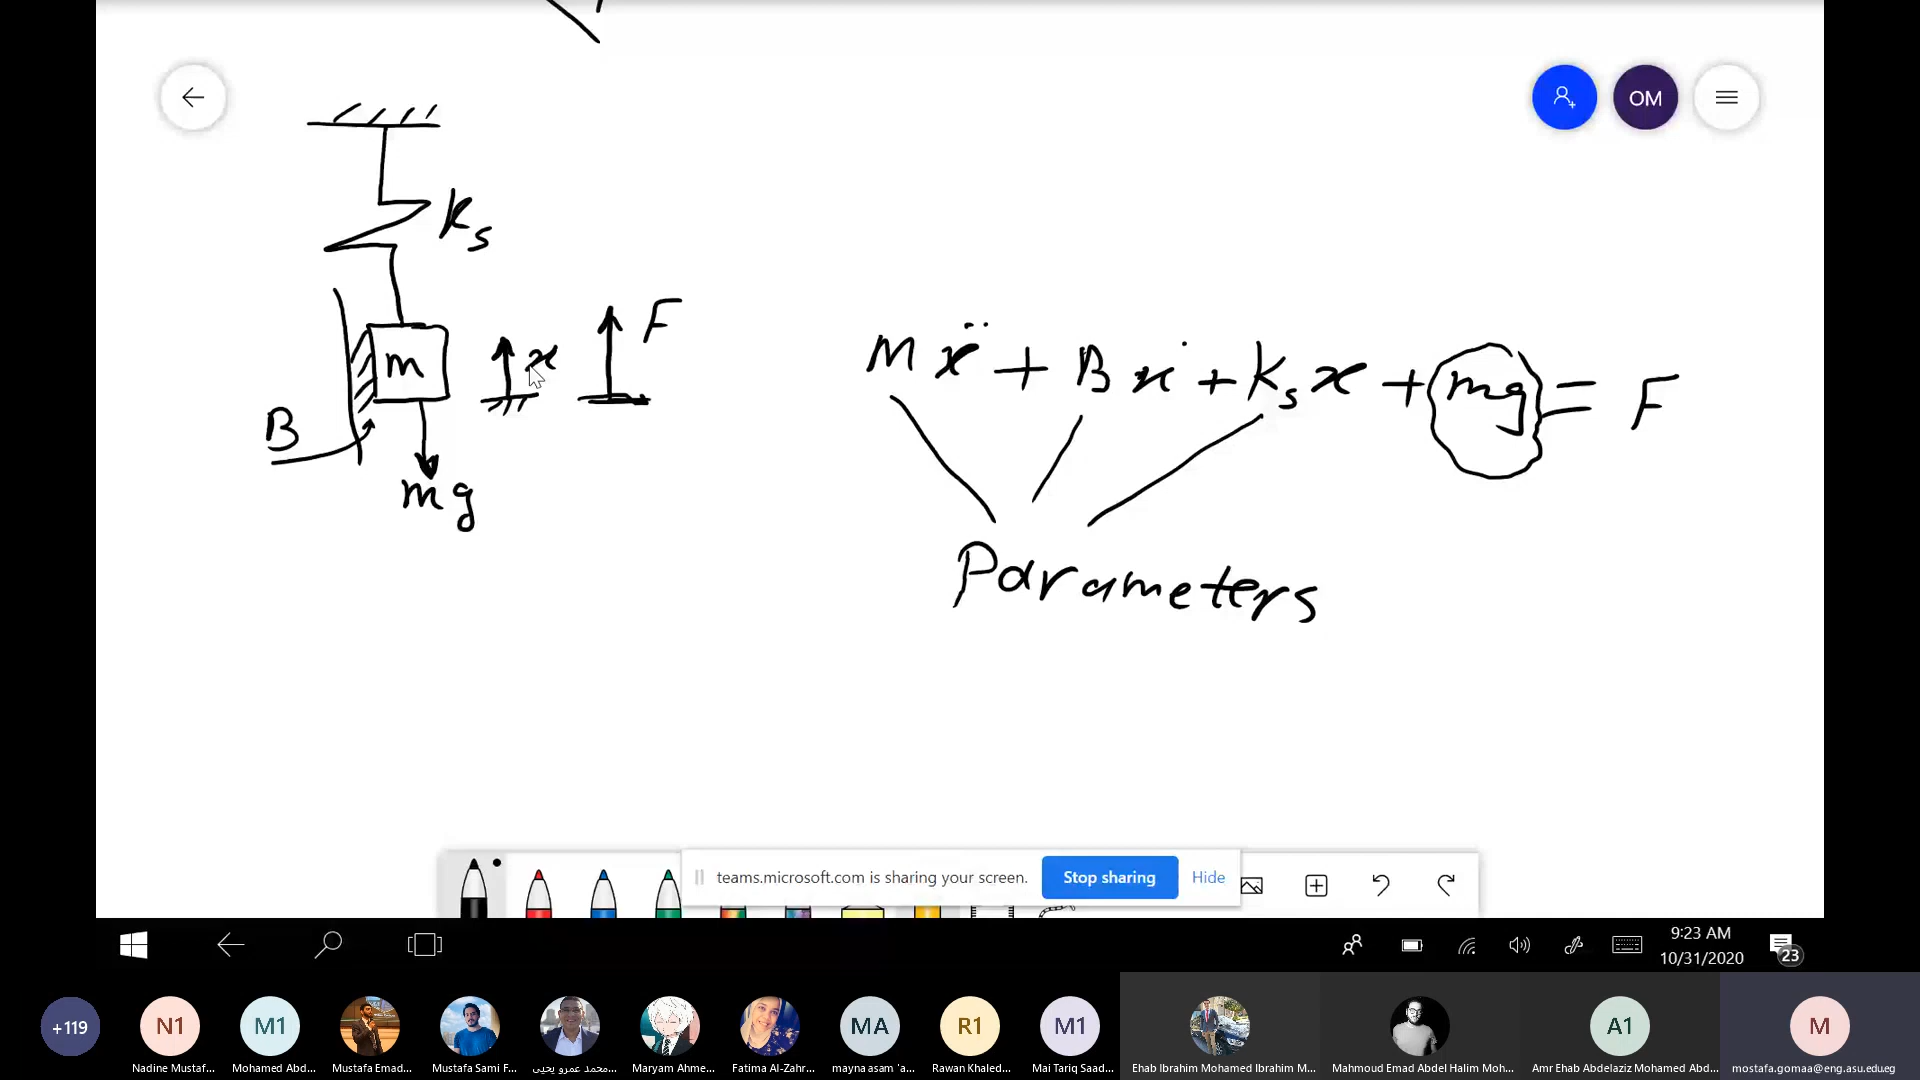 OM
Ks
F
m
x
B
mg
Mẍ + Bẋ + Ksx + mg = F
Parameters
teams.microsoft.com is sharing your screen.
Stop sharing
Hide
9:23 AM
10/31/2020
23
+119
N1
M1
MA
R1
M1
A1
M
Nadine Mustaf...
Mohamed Abd...
Mustafa Emad...
Mustafa Sami F...
محمد عمرو يحيى...
Maryam Ahme...
Fatima Al-Zahr...
mayna asam 'a...
Rawan Khaled...
Mai Tariq Saad...
Ehab Ibrahim Mohamed Ibrahim M...
Mahmoud Emad Abdel Halim Moh...
Amr Ehab Abdelaziz Mohamed Abd...
mostafa.gomaa@eng.asu.edu.eg